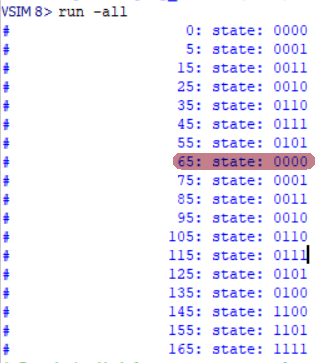 VSIM 8> run -all
# 0: state: 0000
# 5: state: 0001
# 15: state: 0011
# 25: state: 0010
# 35: state: 0110
# 45: state: 0111
# 55: state: 0101
# 65: state: 0000
# 75: state: 0001
# 85: state: 0011
# 95: state: 0010
# 105: state: 0110
# 115: state: 0111
# 125: state: 0101
# 135: state: 0100
# 145: state: 1100
# 155: state: 1101
# 165: state: 1111